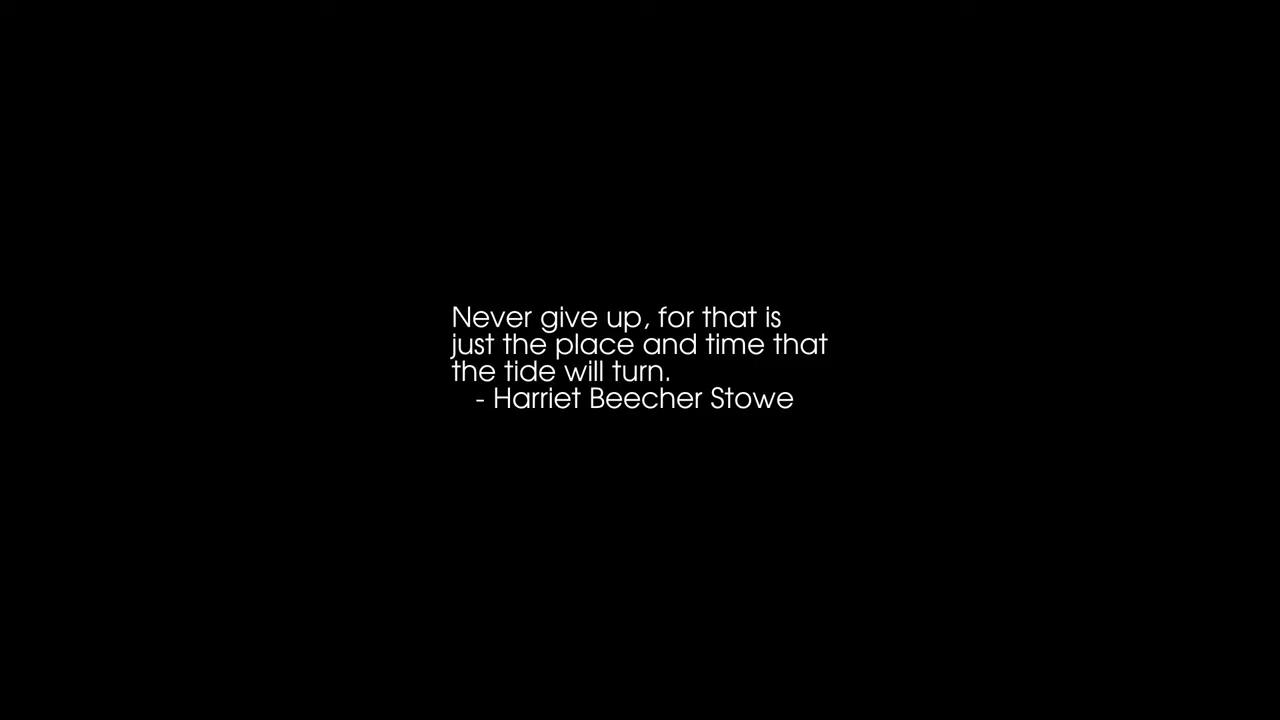 Never give up, for that is
just the place and time that
the tide will turn.
- Harriet Beecher Stowe